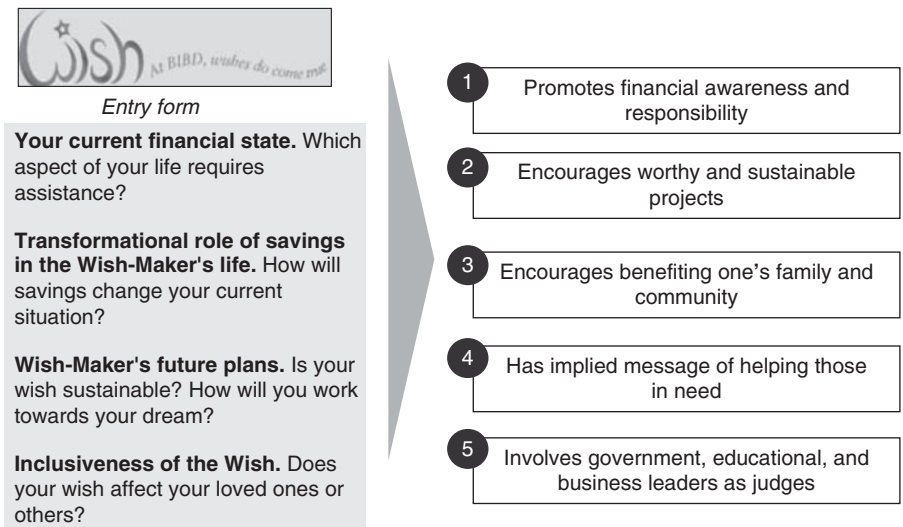 Wish
At BIBD, wishes do come true
Entry form
Your current financial state. Which
aspect of your life requires
assistance?
Transformational role of savings
in the Wish-Maker's life. How will
savings change your current
situation?
Wish-Maker's future plans. Is your
wish sustainable? How will you work
towards your dream?
Inclusiveness of the Wish. Does
your wish affect your loved ones or
others?
1
Promotes financial awareness and
responsibility
2
Encourages worthy and sustainable
projects
3
Encourages benefiting one's family and
community
4
Has implied message of helping those
in need
5
Involves government, educational, and
business leaders as judges